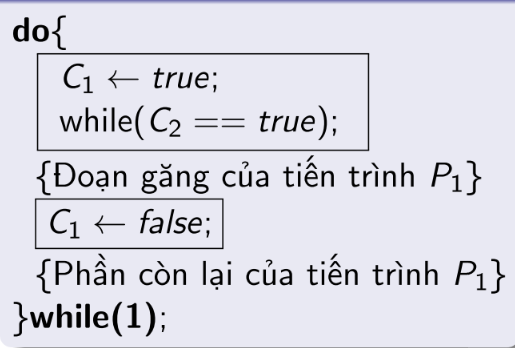 do{
C₁ ← true;
while(C₂ == true);
{Đoạn găng của tiến trình P₁}
C₁ ← false;
{Phần còn lại của tiến trình P₁}
}while(1);